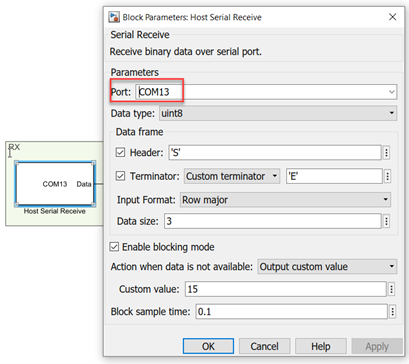 Block Parameters: Host Serial Receive
Serial Receive
Receive binary data over serial port.
Parameters
Port: COM13
Data type: uint8
Data frame
Header: 'S'
Terminator: Custom terminator 'E'
Input Format: Row major
Data size: 3
Enable blocking mode
Action when data is not available: Output custom value
Custom value: 15
Block sample time: 0.1
OK Cancel Help Apply
RX
COM13 Data
Host Serial Receive